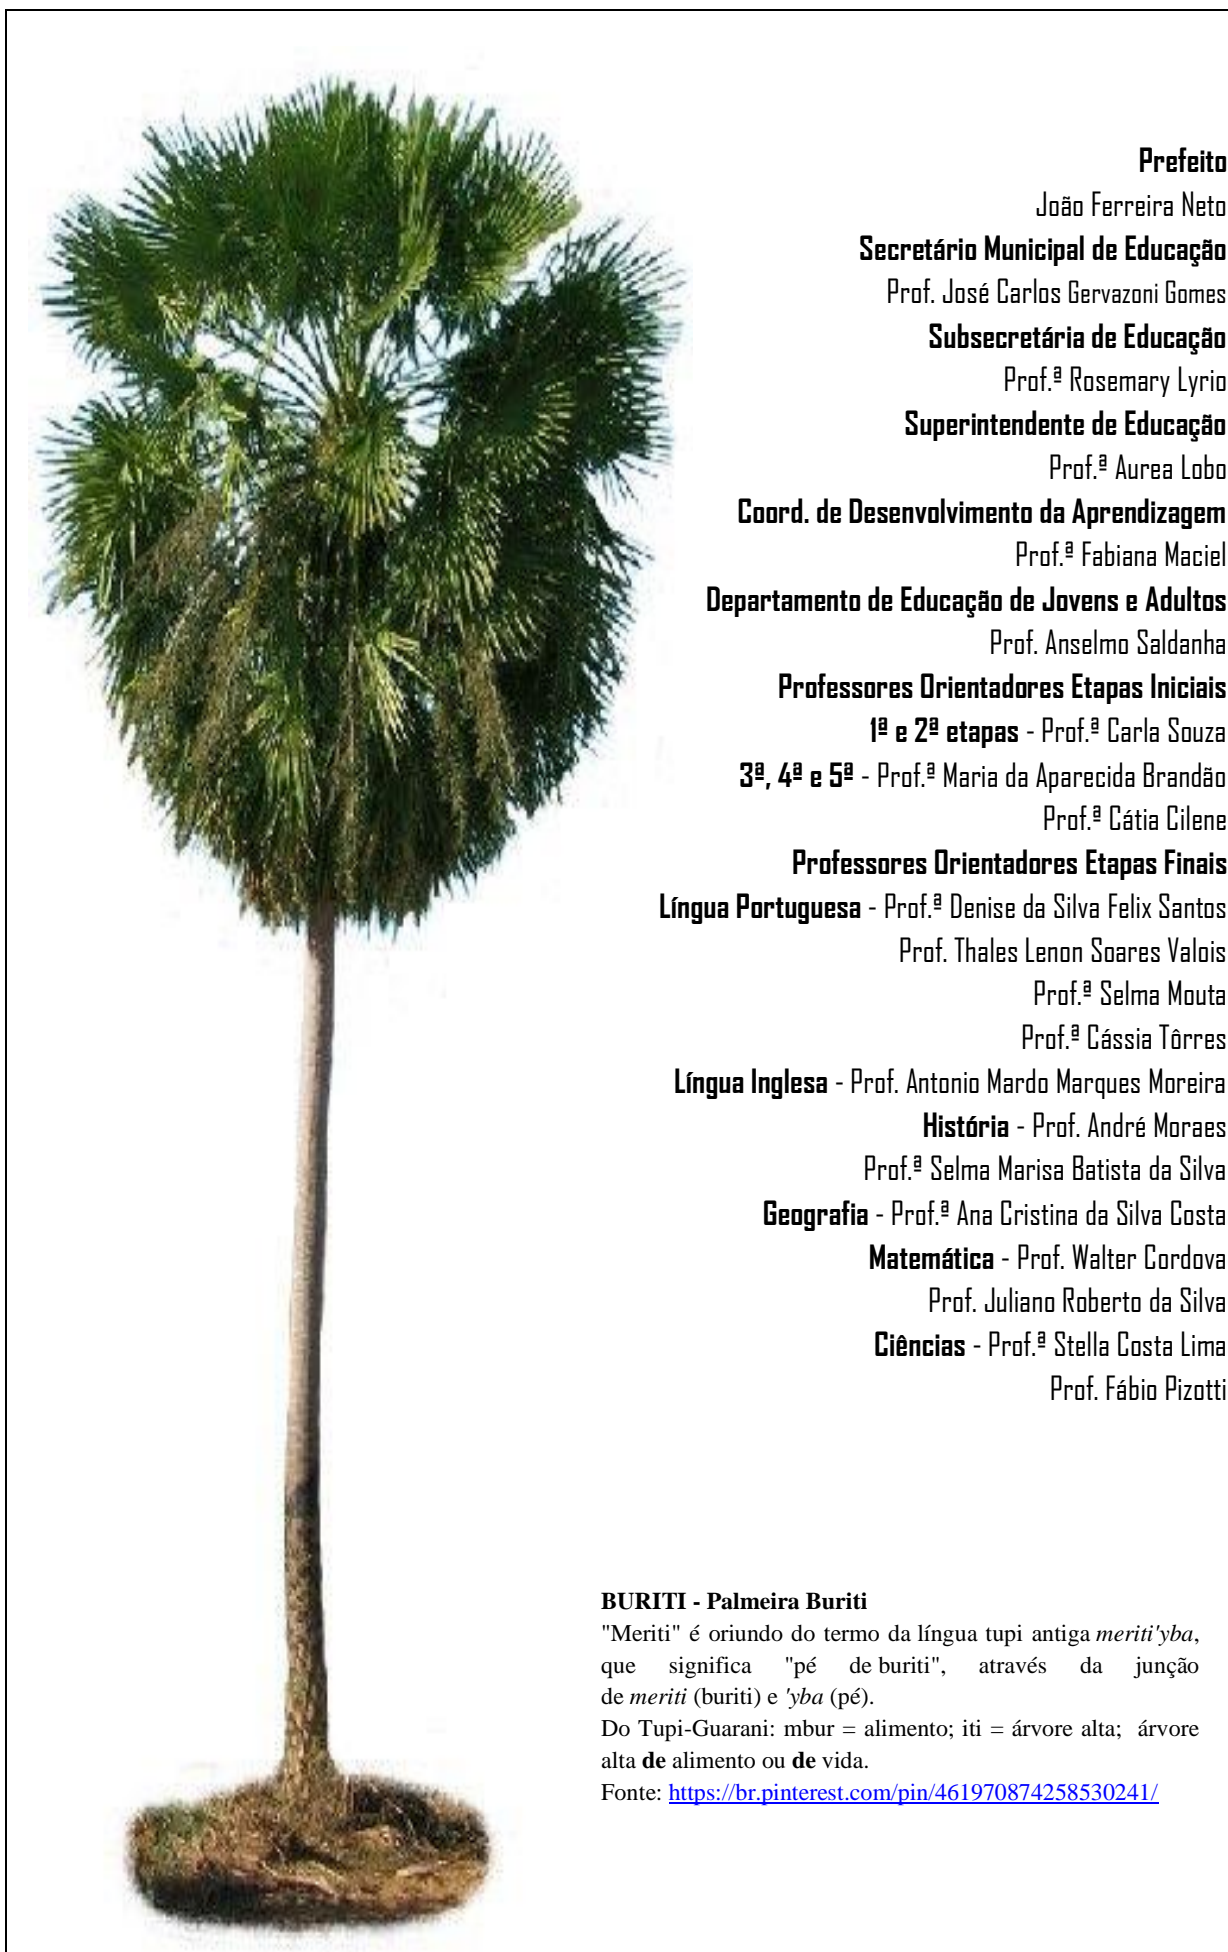 Prefeito
João Ferreira Neto
Secretário Municipal de Educação
Prof. José Carlos Gervazoni Gomes
Subsecretária de Educação
Prof.ª Rosemary Lyrio
Superintendente de Educação
Prof.ª Aurea Lobo
Coord. de Desenvolvimento da Aprendizagem
Prof.ª Fabiana Maciel
Departamento de Educação de Jovens e Adultos
Prof. Anselmo Saldanha
Professores Orientadores Etapas Iniciais
1ª e 2ª etapas - Prof.ª Carla Souza
3ª, 4ª e 5ª - Prof.ª Maria da Aparecida Brandão
Prof.ª Cátia Cilene
Professores Orientadores Etapas Finais
Língua Portuguesa - Prof.ª Denise da Silva Felix Santos
Prof. Thales Lenon Soares Valois
Prof.ª Selma Mouta
Prof.ª Cássia Tôrres
Língua Inglesa - Prof. Antonio Mardo Marques Moreira
História - Prof. André Moraes
Prof.ª Selma Marisa Batista da Silva
Geografia - Prof.ª Ana Cristina da Silva Costa
Matemática - Prof. Walter Cordova
Prof. Juliano Roberto da Silva
Ciências - Prof.ª Stella Costa Lima
Prof. Fábio Pizotti
BURITI - Palmeira Buriti
"Meriti" é oriundo do termo da língua tupi antiga meriti'yba,
que significa "pé de buriti", através da junção
de meriti (buriti) e 'yba (pé).
Do Tupi-Guarani: mbur = alimento; iti = árvore alta; árvore
alta de alimento ou de vida.
Fonte: https://br.pinterest.com/pin/461970874258530241/